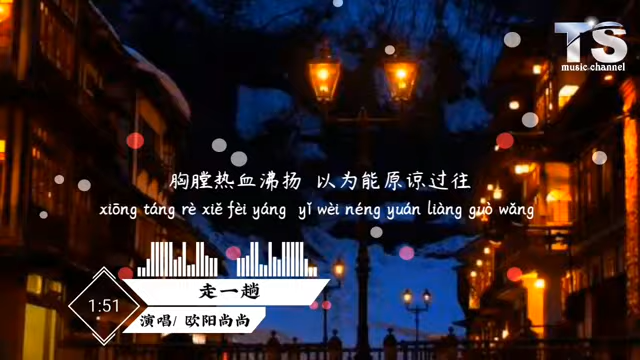 TS
music channel
胸膛热血沸扬 以为能原谅过往
xiōng táng rè xiě fèi yáng yǐ wèi néng yuán liàng guò wǎng
走一趟
1:51
演唱/ 欧阳尚尚